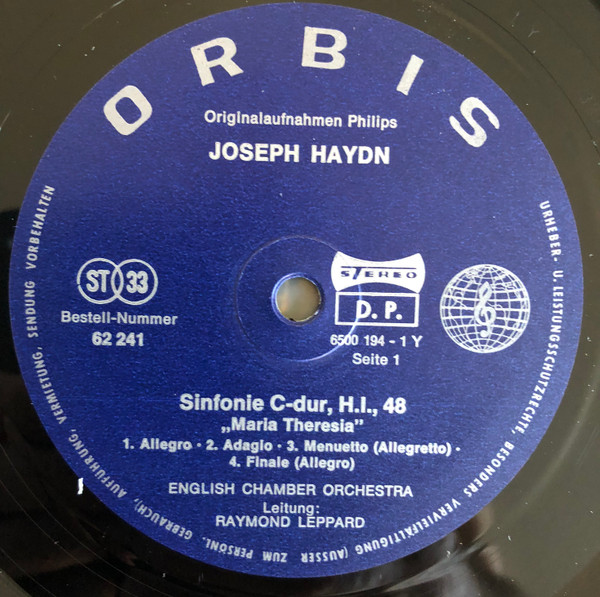 ORBIS
Originalaufnahmen Philips
JOSEPH HAYDN
ST 33
Bestell-Nummer
62 241
STEREO
D. P.
6500 194 - 1 Y
Seite 1
Sinfonie C-dur, H.I., 48
„Maria Theresia”
1. Allegro · 2. Adagio · 3. Menuetto (Allegretto) ·
4. Finale (Allegro)
ENGLISH CHAMBER ORCHESTRA
Leitung:
RAYMOND LEPPARD
URHEBER- U. LEISTUNGSSCHUTZRECHTE, BESONDERS VERVIELFÄLTIGUNG (AUSSER ZUM PERSÖNL. GEBRAUCH), AUFFÜHRUNG, VERMIETUNG, SENDUNG VORBEHALTEN